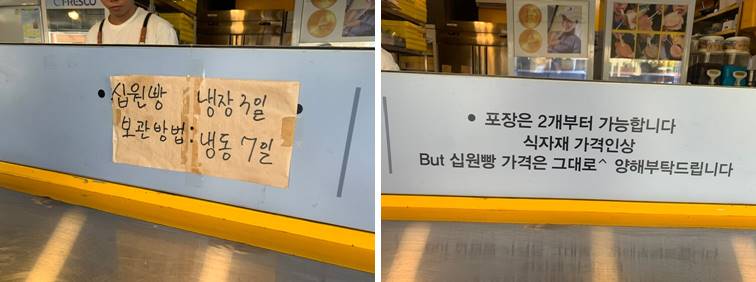 FRESCO
십원빵 냉장3일
보관방법: 냉동7일
• 포장은 2개부터 가능합니다
식자재 가격인상
But 십원빵 가격은 그대로^ 양해부탁드립니다